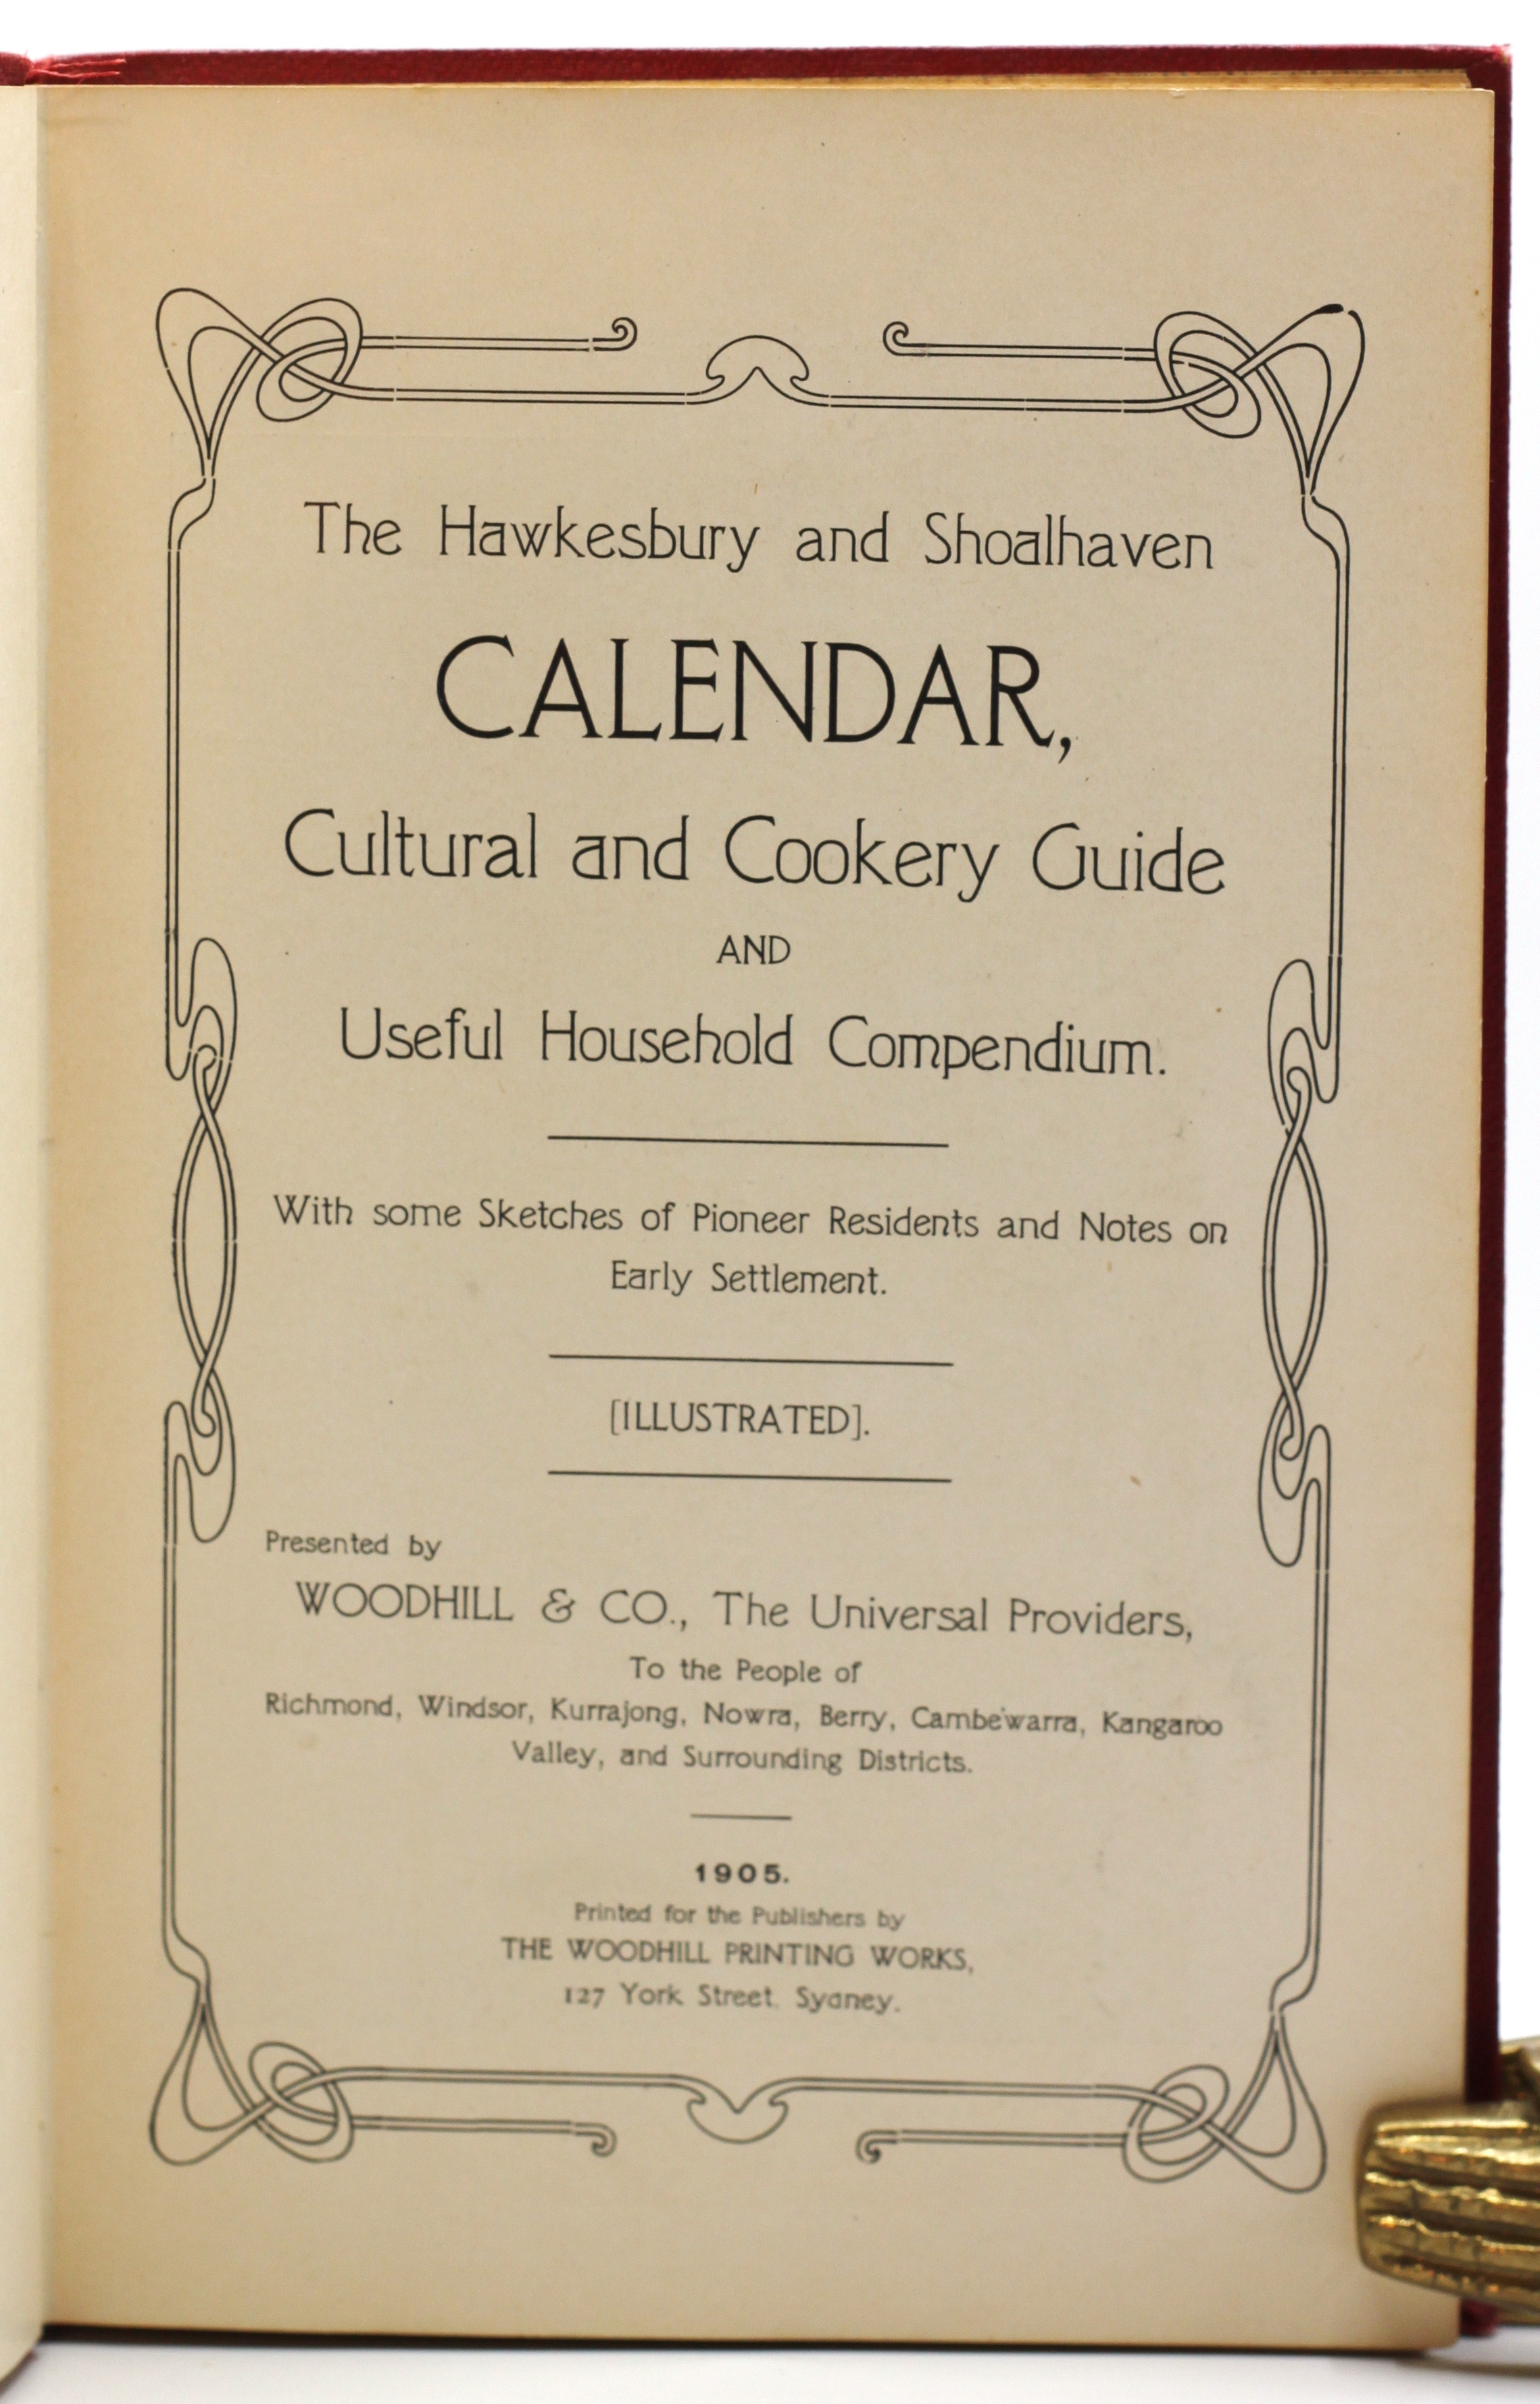 The Hawkesbury and Shoalhaven
CALENDAR,
Cultural and Cookery Guide
AND
Useful Household Compendium.
With some Sketches of Pioneer Residents and Notes on
Early Settlement.
[ILLUSTRATED].
Presented by
WOODHILL & CO., The Universal Providers,
To the People of
Richmond, Windsor, Kurrajong, Nowra, Berry, Cambewarra, Kangaroo
Valley, and Surrounding Districts.
1905.
Printed for the Publishers by
THE WOODHILL PRINTING WORKS,
127 York Street, Sydney.